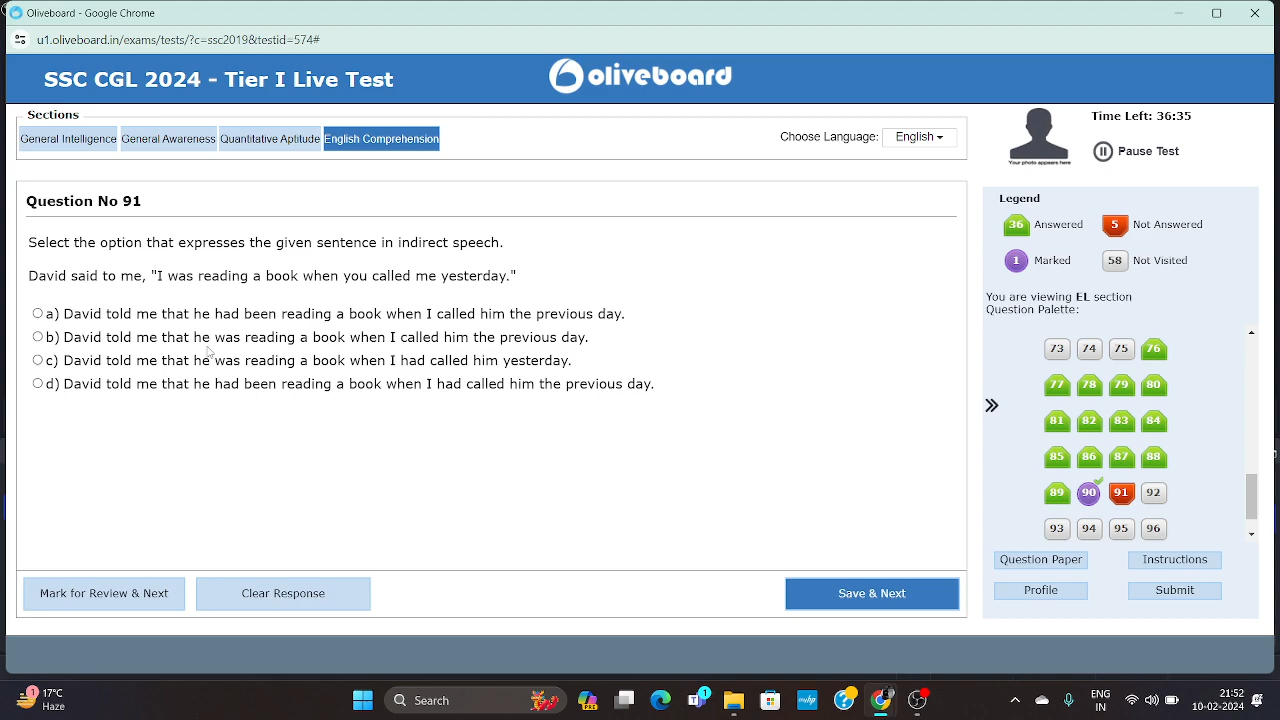 Oliveboard - Google Chrome
u1.oliveboard.in/exams/tests/?c=ssc2019&testid=574#
SSC CGL 2024 - Tier I Live Test
oliveboard
Sections
General Intelligence General Awareness Quantitative Aptitude English Comprehension
Choose Language: English
Your photo appears here
Time Left: 36:35
Pause Test
Question No 91
Select the option that expresses the given sentence in indirect speech.
David said to me, "I was reading a book when you called me yesterday."
a) David told me that he had been reading a book when I called him the previous day.
b) David told me that he was reading a book when I called him the previous day.
c) David told me that he was reading a book when I had called him yesterday.
d) David told me that he had been reading a book when I had called him the previous day.
Mark for Review & Next Clear Response Save & Next
Legend
36 Answered 5 Not Answered
1 Marked 58 Not Visited
You are viewing EL section
Question Palette:
73 74 75 76
77 78 79 80
81 82 83 84
85 86 87 88
89 90 91 92
93 94 95 96
Question Paper Instructions
Profile Submit
17°C
Haze
Search
1
ENG
IN
21:52
10-02-2024